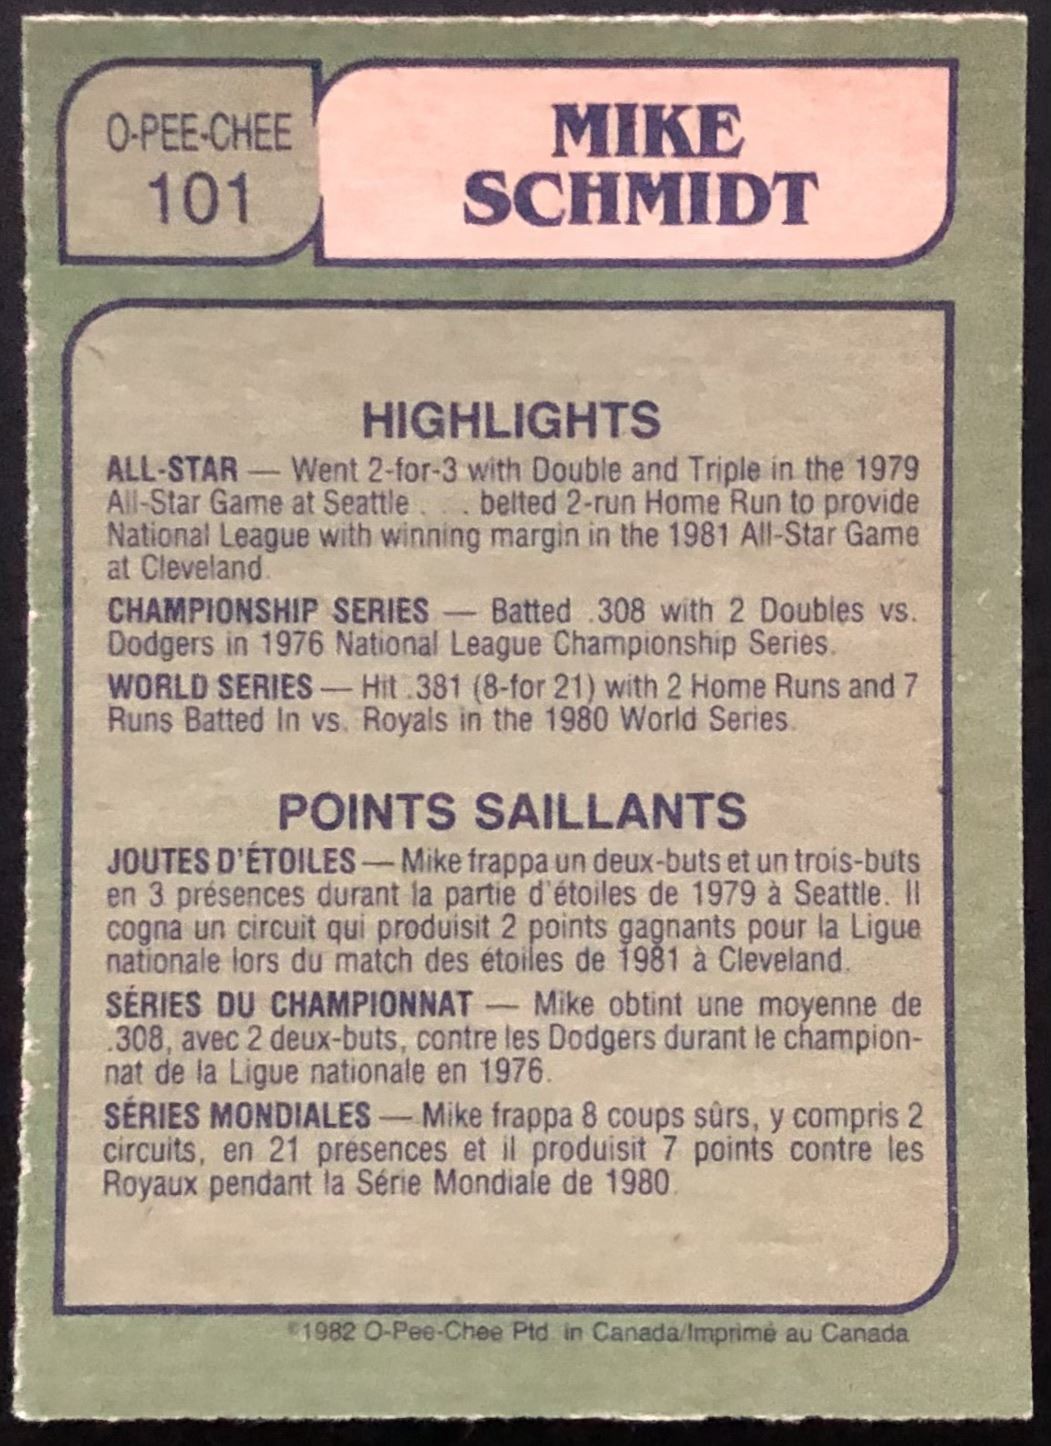 O-PEE-CHEE
101
MIKE
SCHMIDT
HIGHLIGHTS
ALL-STAR — Went 2-for-3 with Double and Triple in the 1979
All-Star Game at Seattle . . . belted 2-run Home Run to provide
National League with winning margin in the 1981 All-Star Game
at Cleveland.
CHAMPIONSHIP SERIES — Batted .308 with 2 Doubles vs.
Dodgers in 1976 National League Championship Series.
WORLD SERIES — Hit .381 (8-for 21) with 2 Home Runs and 7
Runs Batted In vs. Royals in the 1980 World Series.
POINTS SAILLANTS
JOUTES D'ÉTOILES — Mike frappa un deux-buts et un trois-buts
en 3 présences durant la partie d'étoiles de 1979 à Seattle. Il
cogna un circuit qui produisit 2 points gagnants pour la Ligue
nationale lors du match des étoiles de 1981 à Cleveland.
SÉRIES DU CHAMPIONNAT — Mike obtint une moyenne de
.308, avec 2 deux-buts, contre les Dodgers durant le champion-
nat de la Ligue nationale en 1976.
SÉRIES MONDIALES — Mike frappa 8 coups sûrs, y compris 2
circuits, en 21 présences et il produisit 7 points contre les
Royaux pendant la Série Mondiale de 1980.
©1982 O-Pee-Chee Ptd. in Canada/Imprimé au Canada